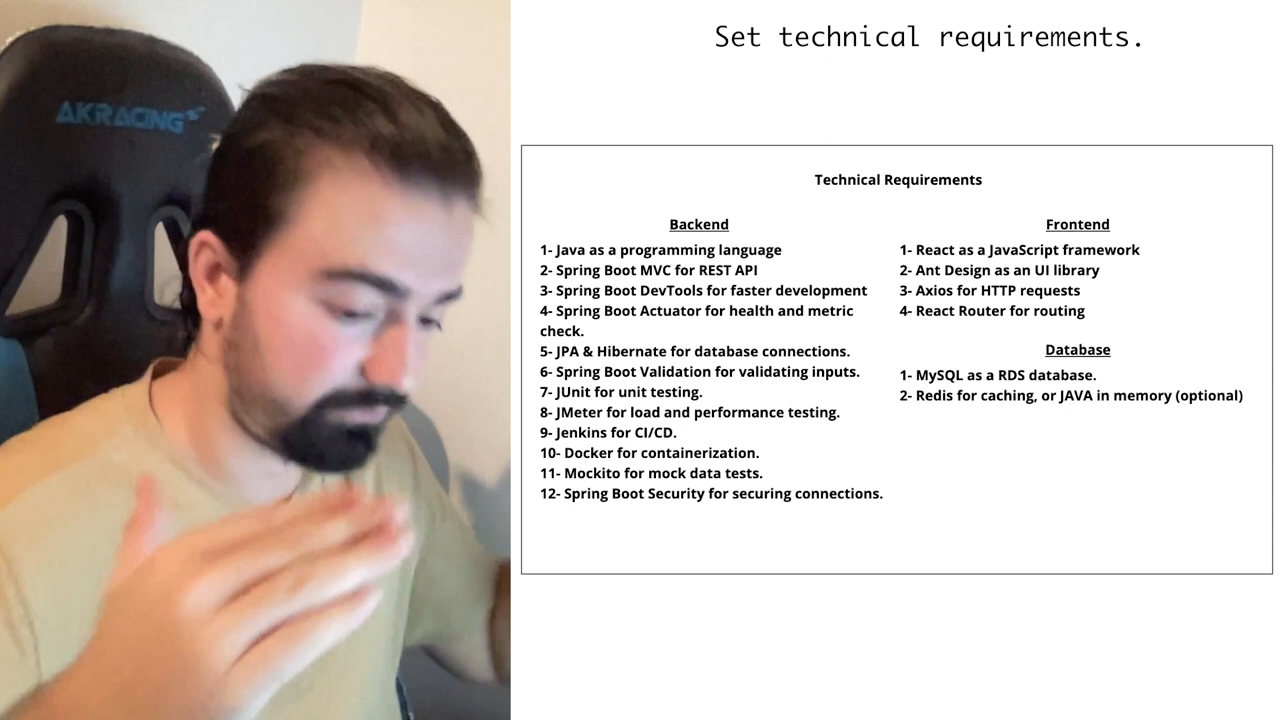 AKRACING
Set technical requirements.
Technical Requirements
Backend
1- Java as a programming language
2- Spring Boot MVC for REST API
3- Spring Boot DevTools for faster development
4- Spring Boot Actuator for health and metric
check.
5- JPA & Hibernate for database connections.
6- Spring Boot Validation for validating inputs.
7- JUnit for unit testing.
8- JMeter for load and performance testing.
9- Jenkins for CI/CD.
10- Docker for containerization.
11- Mockito for mock data tests.
12- Spring Boot Security for securing connections.
Frontend
1- React as a JavaScript framework
2- Ant Design as an UI library
3- Axios for HTTP requests
4- React Router for routing
Database
1- MySQL as a RDS database.
2- Redis for caching, or JAVA in memory (optional)